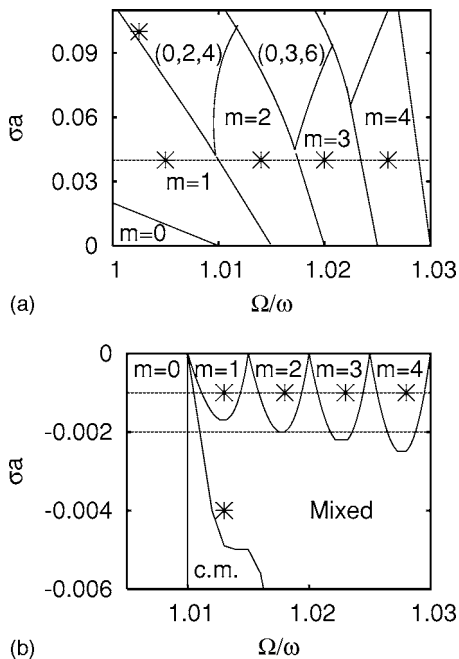 0.09
0.06
0.03
0
σa
(0,2,4)
(0,3,6)
m=2
m=3
m=4
m=1
m=0
1
1.01
1.02
1.03
Ω/ω
(a)
0
-0.002
-0.004
-0.006
σa
m=0
m=1
m=2
m=3
m=4
Mixed
c.m.
1.01
1.02
1.03
Ω/ω
(b)